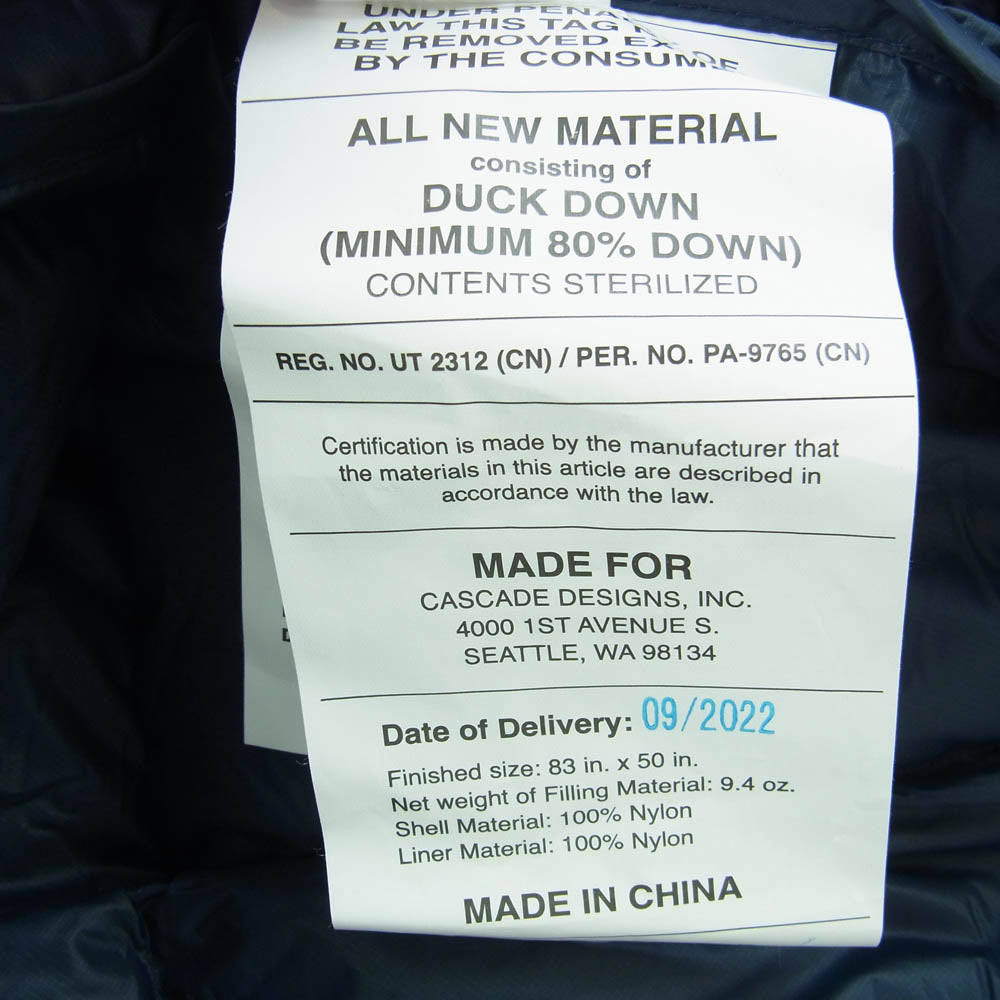 UNDER
LAW THIS TAG
BE REMOVED
BY THE
ALL NEW MATERIAL
consisting of
DUCK DOWN
(MINIMUM 80% DOWN)
CONTENTS STERILIZED
REG. NO. UT 2312 (CN) / PER. NO. PA-9765 (CN)
Certification is made by the manufacturer that
the materials in this article are described in
accordance with the law.
MADE FOR
CASCADE DESIGNS, INC.
4000 1ST AVENUE S.
SEATTLE, WA 98134
Date of Delivery: 09/2022
Finished size: 83 in. x 50 in.
Net weight of Filling Material: 9.4 oz.
Shell Material: 100% Nylon
Liner Material: 100% Nylon
MADE IN CHINA